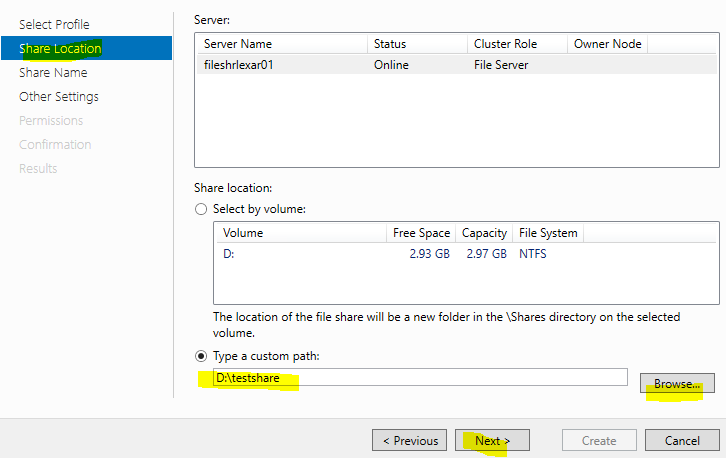 Select Profile
Share Location
Share Name
Other Settings
Permissions
Confirmation
Results
Server:
Server Name Status Cluster Role Owner Node
fileshrlexar01 Online File Server
Share location:
Select by volume:
Volume Free Space Capacity File System
D: 2.93 GB 2.97 GB NTFS
The location of the file share will be a new folder in the \Shares directory on the selected
volume.
Type a custom path:
D:\testshare
Browse...
< Previous Next > Create Cancel